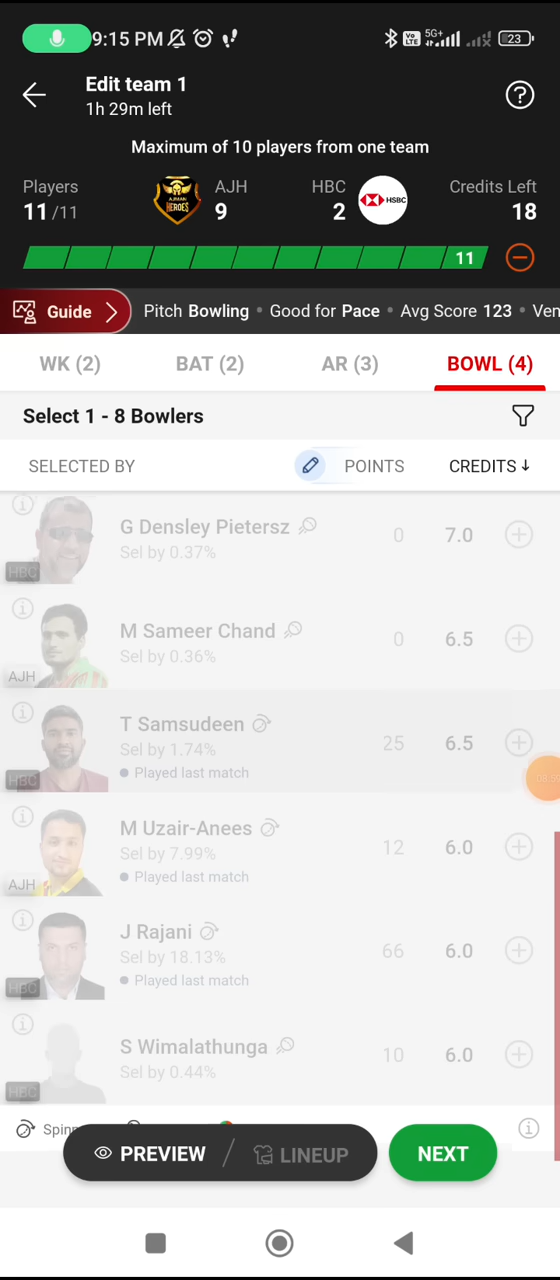 9:15 PM
Vo LTE 5G+ 23
Edit team 1
1h 29m left
Maximum of 10 players from one team
Players AJH HBC Credits Left
11/11 9 2 18
AJMAN HEROES
HSBC
11
Guide Pitch Bowling • Good for Pace • Avg Score 123 • Ven
WK (2) BAT (2) AR (3) BOWL (4)
Select 1 - 8 Bowlers
SELECTED BY POINTS CREDITS ↓
G Densley Pietersz 0 7.0
Sel by 0.37%
HBC
M Sameer Chand 0 6.5
Sel by 0.36%
AJH
T Samsudeen 25 6.5
Sel by 1.74%
Played last match
HBC
M Uzair-Anees 12 6.0
Sel by 7.99%
Played last match
AJH
J Rajani 66 6.0
Sel by 18.13%
Played last match
HBC
S Wimalathunga 10 6.0
Sel by 0.44%
HBC
PREVIEW / LINEUP NEXT